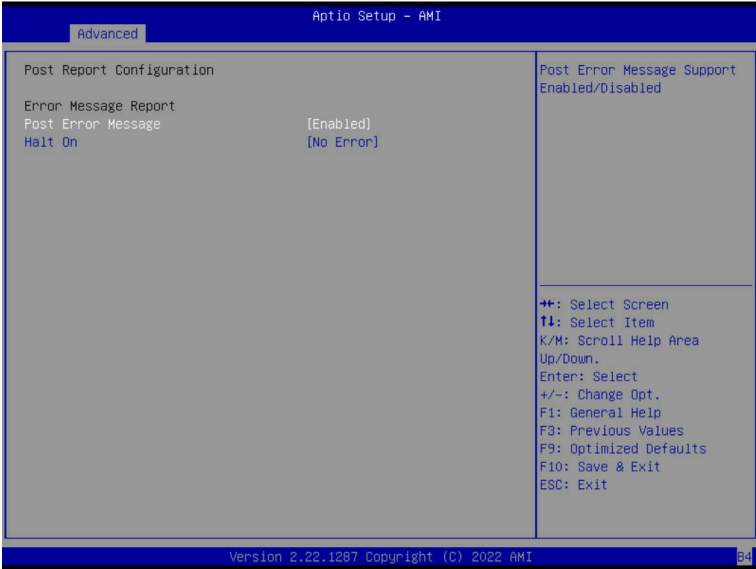 Aptio Setup – AMI
Advanced
Post Report Configuration
Error Message Report
Post Error Message [Enabled]
Halt On [No Error]
Post Error Message Support
Enabled/Disabled
→←: Select Screen
↑↓: Select Item
K/M: Scroll Help Area
Up/Down.
Enter: Select
+/-: Change Opt.
F1: General Help
F3: Previous Values
F9: Optimized Defaults
F10: Save & Exit
ESC: Exit
Version 2.22.1287 Copyright (C) 2022 AMI
B4